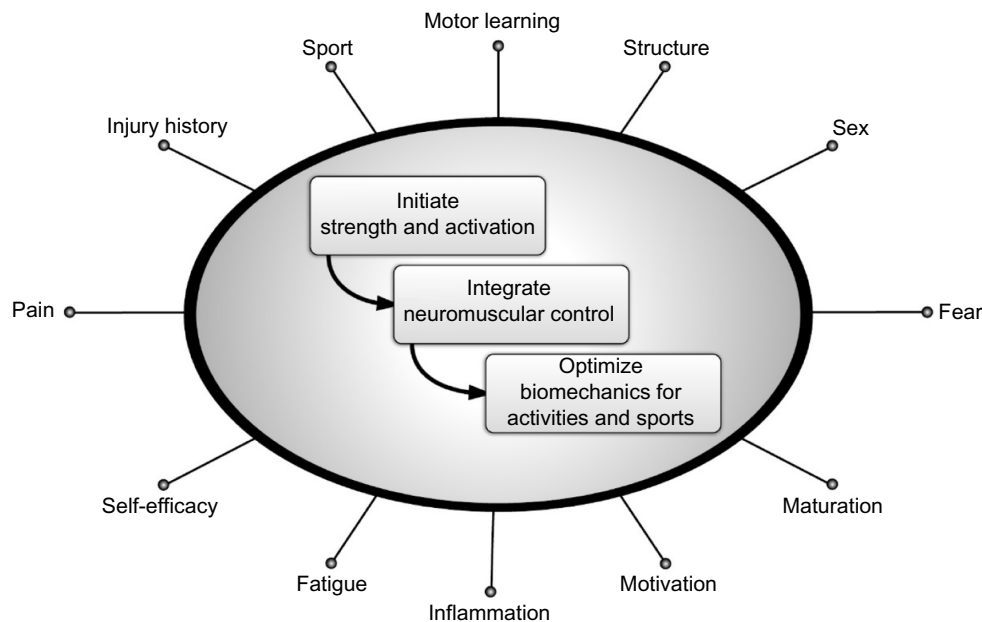 Motor learning
Sport
Structure
Injury history
Sex
Initiate
strength and activation
Integrate
neuromuscular control
Pain
Fear
Optimize
biomechanics for
activities and sports
Self-efficacy
Maturation
Fatigue
Motivation
Inflammation